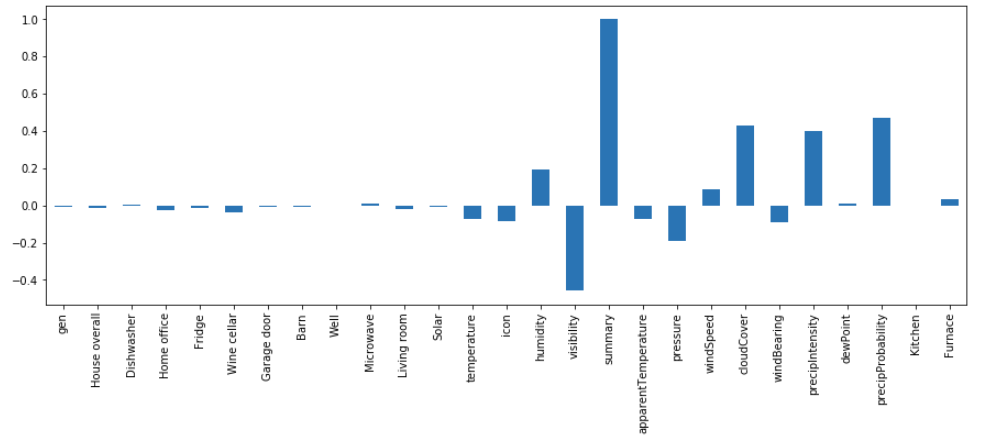 1.0
0.8
0.6
0.4
0.2
0.0
−0.2
−0.4
gen
House overall
Dishwasher
Home office
Fridge
Wine cellar
Garage door
Barn
Well
Microwave
Living room
Solar
temperature
icon
humidity
visibility
summary
apparentTemperature
pressure
windSpeed
cloudCover
windBearing
precipIntensity
dewPoint
precipProbability
Kitchen
Furnace